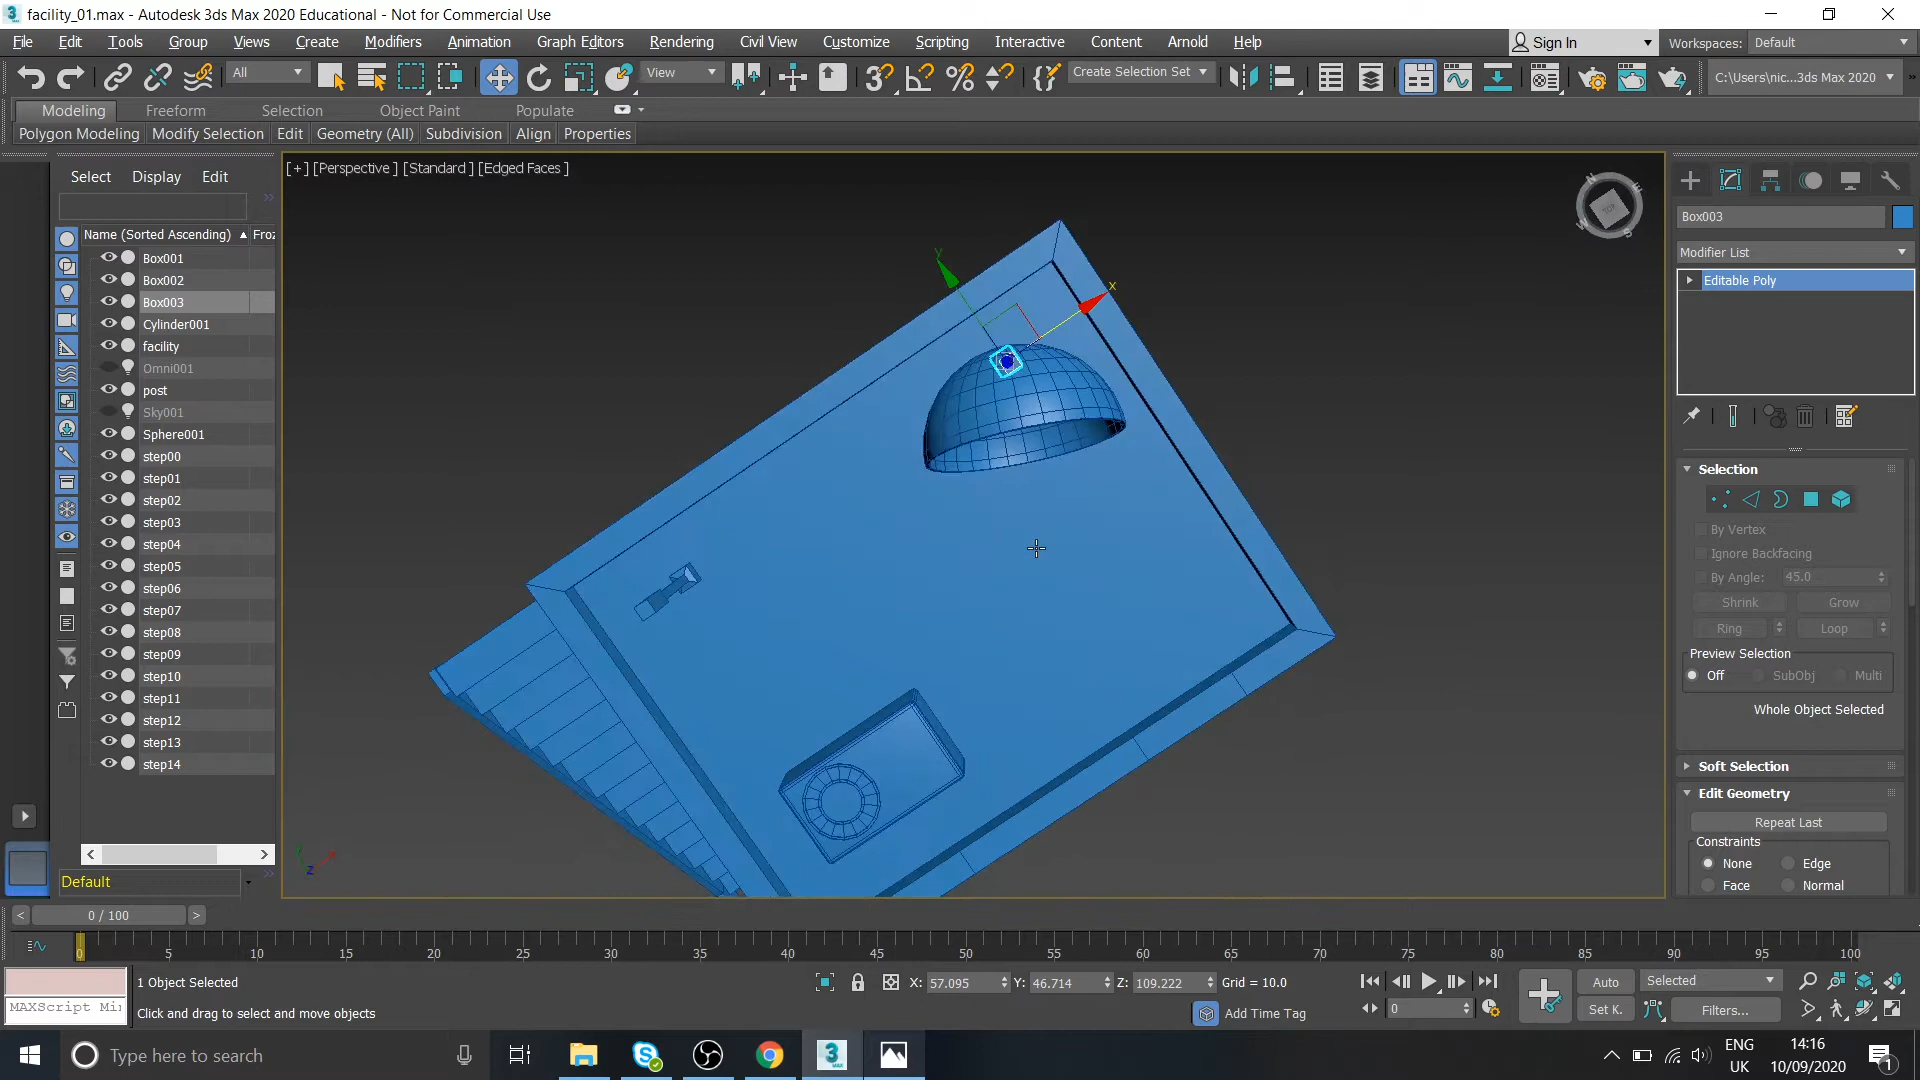 facility_01.max - Autodesk 3ds Max 2020 Educational - Not for Commercial Use
File Edit Tools Group Views Create Modifiers Animation Graph Editors Rendering Civil View Customize Scripting Interactive Content Arnold Help Sign In Workspaces: Default
All View Create Selection Set C:\Users\nic...3ds Max 2020
Modeling Freeform Selection Object Paint Populate
Polygon Modeling Modify Selection Edit Geometry (All) Subdivision Align Properties
Select Display Edit
[+] [Perspective ] [Standard ] [Edged Faces ]
Name (Sorted Ascending) Froz
Box001
Box002
Box003
Cylinder001
facility
Omni001
post
Sky001
Sphere001
step00
step01
step02
step03
step04
step05
step06
step07
step08
step09
step10
step11
step12
step13
step14
Default
y
x
TOP
N
E
S
W
z
Box003
Modifier List
Editable Poly
Selection
By Vertex
Ignore Backfacing
By Angle: 45.0
Shrink Grow
Ring Loop
Preview Selection
Off SubObj Multi
Whole Object Selected
Soft Selection
Edit Geometry
Repeat Last
Constraints
None Edge
Face Normal
< 0 / 100 >
0 5 10 15 20 25 30 35 40 45 50 55 60 65 70 75 80 85 90 95 100
1 Object Selected X: 57.095 Y: 46.714 Z: 109.222 Grid = 10.0 Auto Selected
MAXScript Mi
Click and drag to select and move objects Add Time Tag 0 Set K. Filters...
Type here to search
ENG
UK
14:16
10/09/2020
1